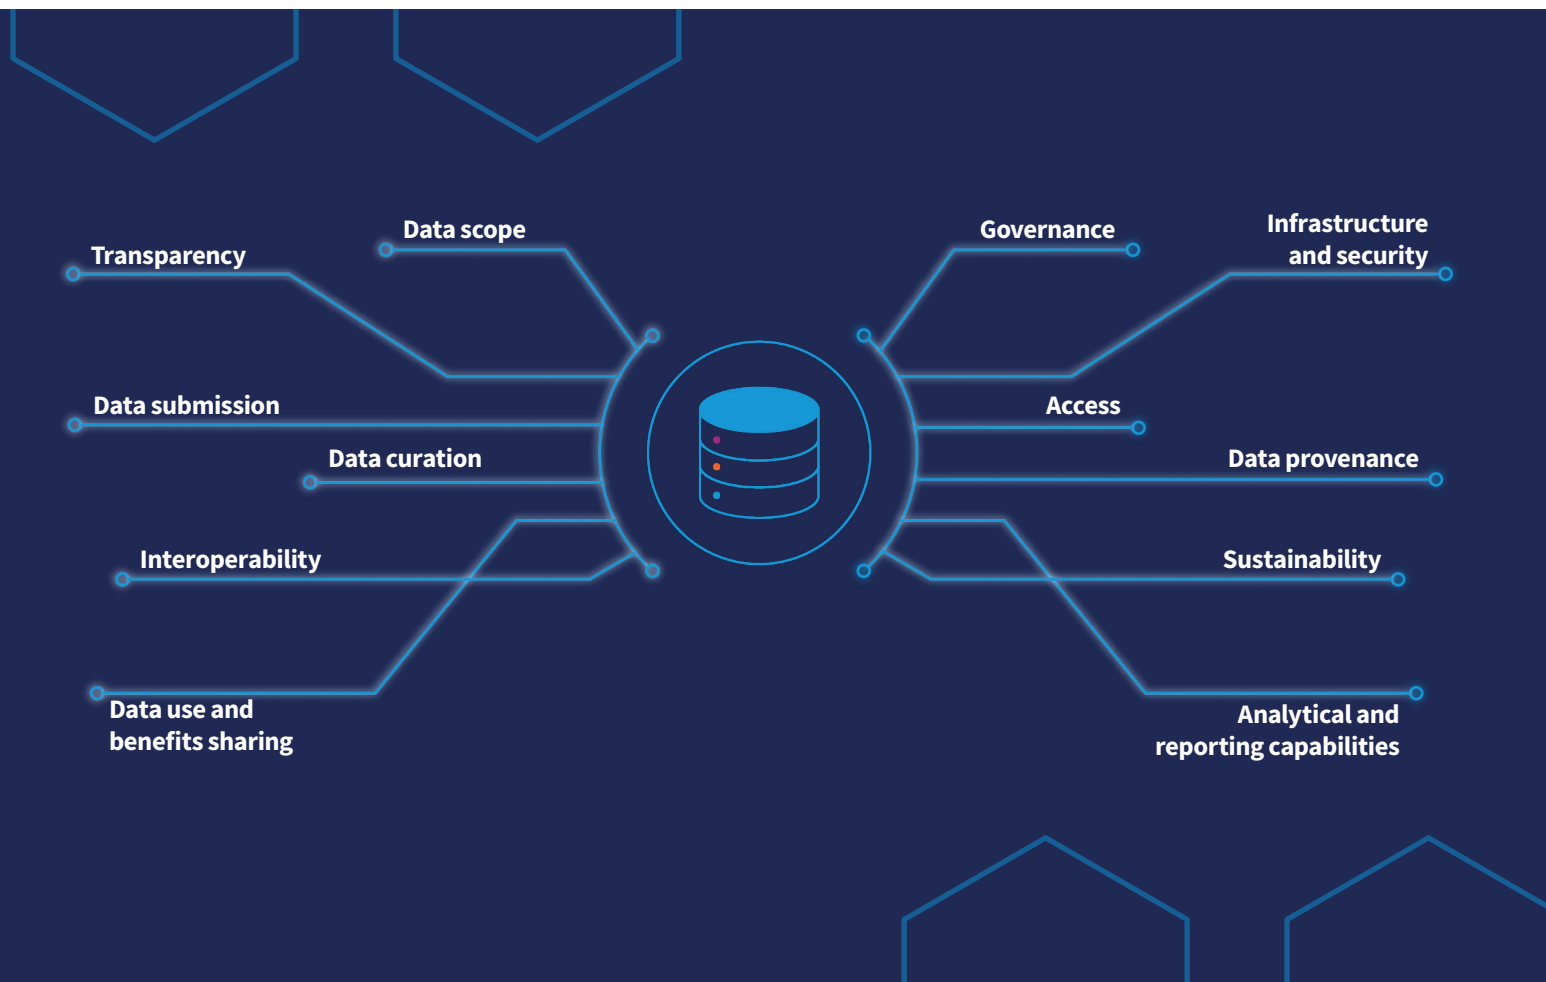 Data scope
Transparency
Data submission
Data curation
Interoperability
Data use and
benefits sharing
Governance
Infrastructure
and security
Access
Data provenance
Sustainability
Analytical and
reporting capabilities